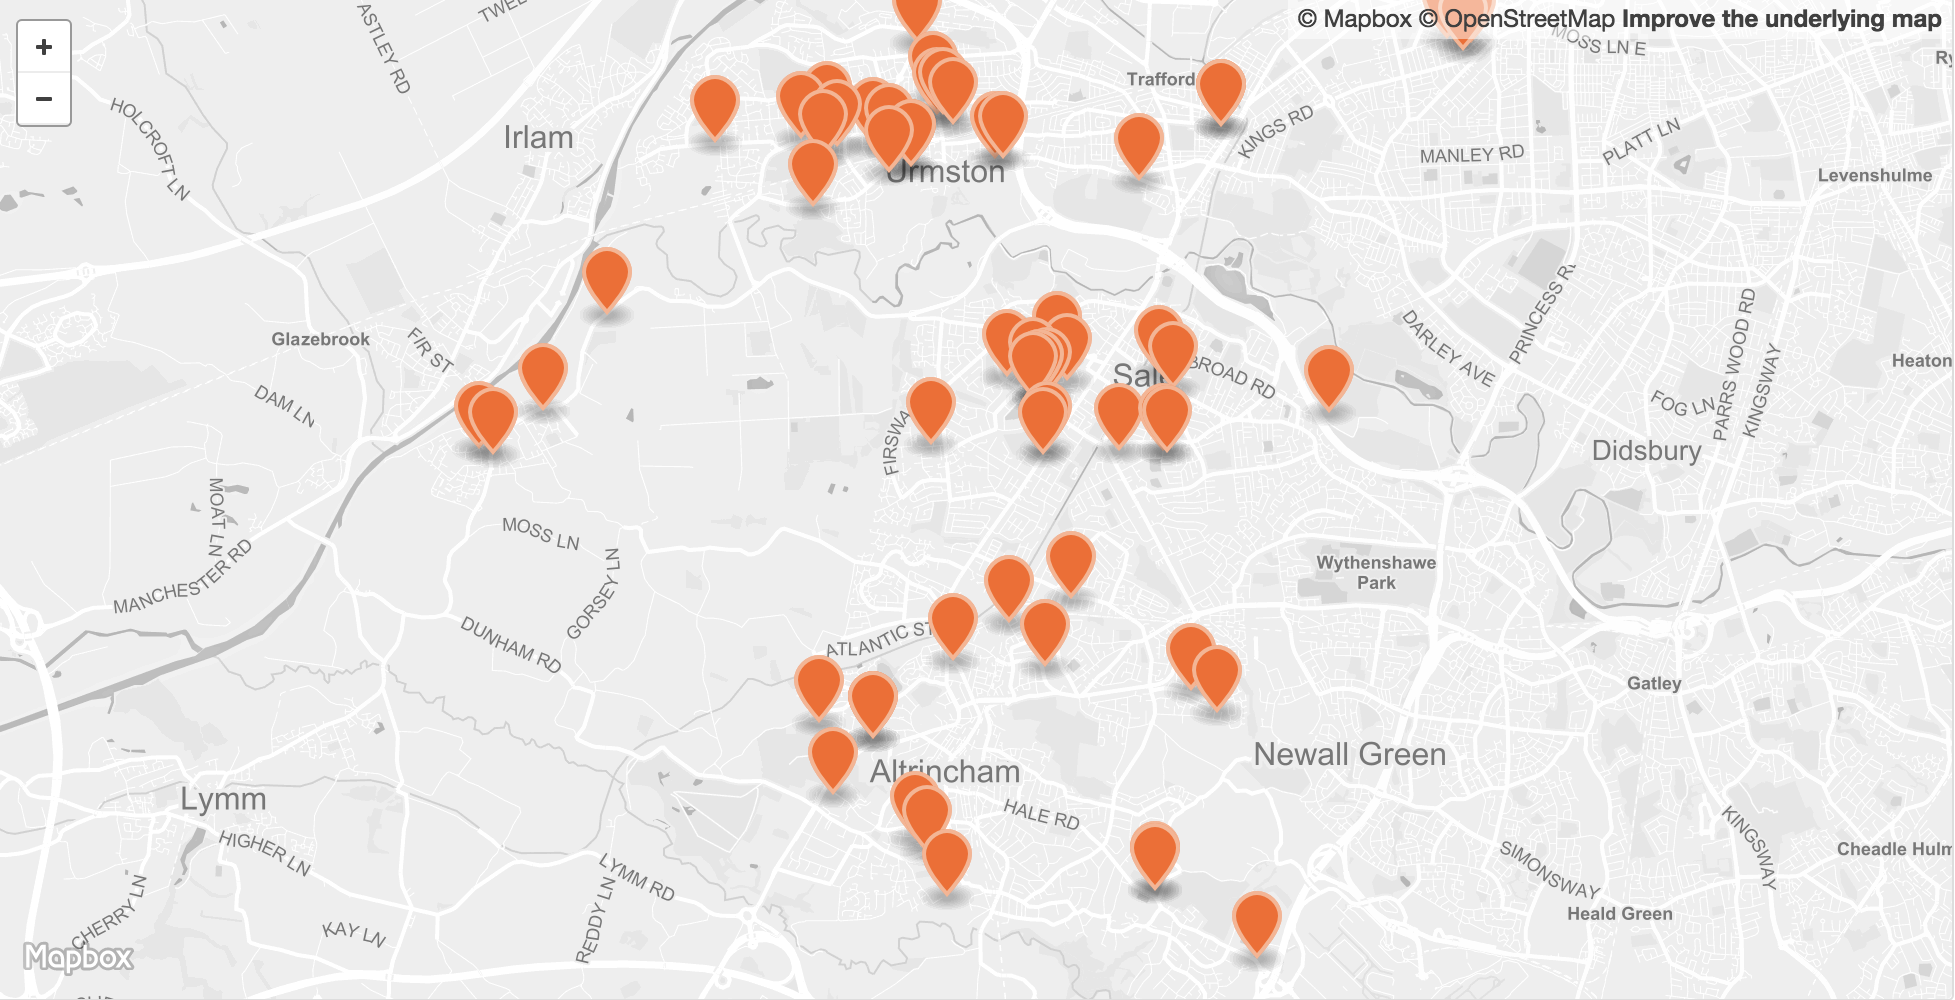 © Mapbox © OpenStreetMap Improve the underlying map
+
−
ASTLEY RD
MOSS LN E
HOLCROFT LN
Irlam
Trafford
KINGS RD
MANLEY RD
PLATT LN
Levenshulme
Urmston
Glazebrook
FIR ST
DAM LN
Sale
BROAD RD
DARLEY AVE
PRINCESS R
PARRS WOOD RD
KINGSWAY
Heaton
FOG LN
FIRSWA
Didsbury
MOAT LN
MOSS LN
MANCHESTER RD
GORSEY LN
Wythenshawe
Park
DUNHAM RD
ATLANTIC ST
Gatley
Altrincham
Newall Green
Lymm
HALE RD
HIGHER LN
LYMM RD
SIMONSWAY
KINGSWAY
Cheadle Hulm
CHERRY LN
KAY LN
REDDY LN
Heald Green
Mapbox